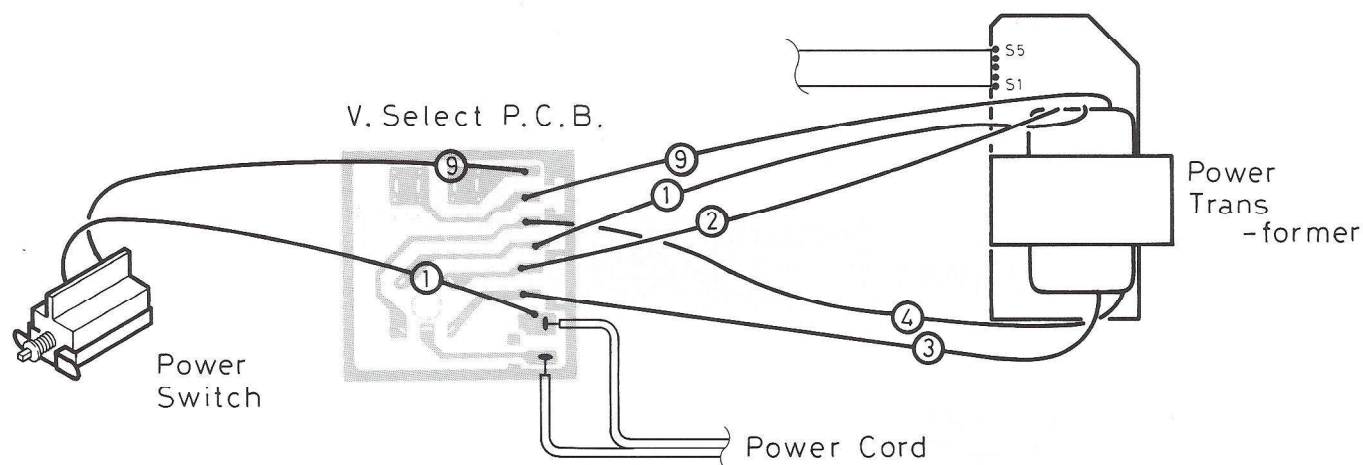 S5
S1
V. Select P.C.B.
9
9
1
2
Power
Trans
-former
1
4
3
Power
Switch
Power Cord